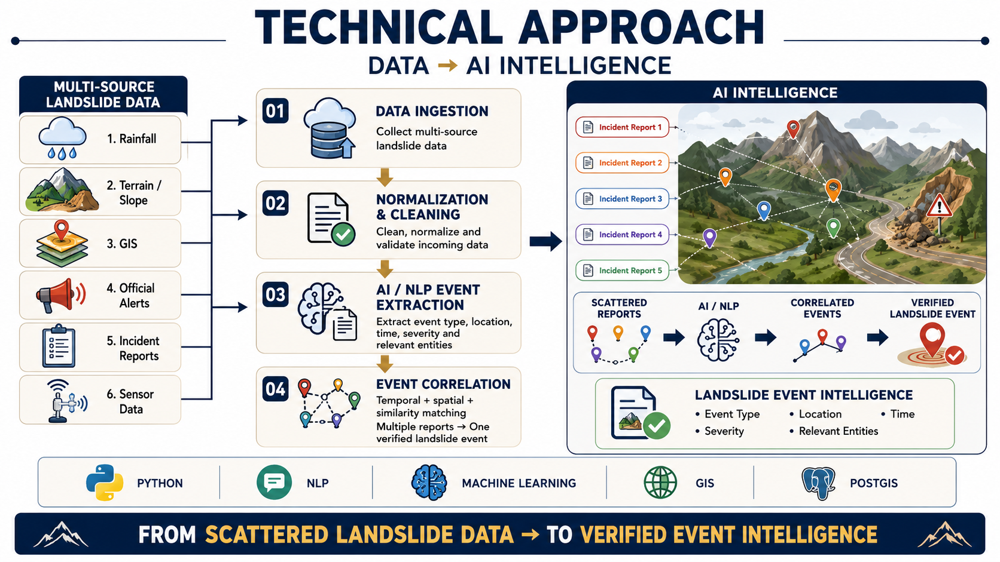 TECHNICAL APPROACH
DATA → AI INTELLIGENCE
MULTI-SOURCE
LANDSLIDE DATA
1. Rainfall
2. Terrain /
Slope
3. GIS
4. Official
Alerts
5. Incident
Reports
6. Sensor
Data
01
DATA INGESTION
Collect multi-source
landslide data
02
NORMALIZATION
& CLEANING
Clean, normalize and
validate incoming data
03
AI / NLP EVENT
EXTRACTION
Extract event type, location,
time, severity and
relevant entities
04
EVENT CORRELATION
Temporal + spatial +
similarity matching
Multiple reports → One
verified landslide event
AI INTELLIGENCE
Incident Report 1
Incident Report 2
Incident Report 3
Incident Report 4
Incident Report 5
SCATTERED
REPORTS
AI / NLP
CORRELATED
EVENTS
VERIFIED
LANDSLIDE EVENT
LANDSLIDE EVENT INTELLIGENCE
• Event Type • Location • Time
• Severity • Relevant Entities
PYTHON NLP MACHINE LEARNING GIS POSTGIS
FROM SCATTERED LANDSLIDE DATA → TO VERIFIED EVENT INTELLIGENCE